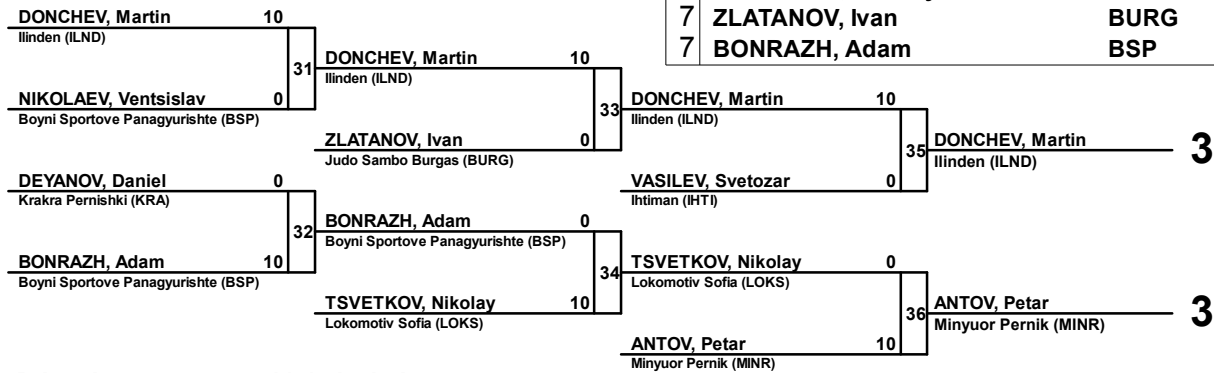 DONCHEV, Martin 10
Ilinden (ILND)
31
NIKOLAEV, Ventsislav 0
Boyni Sportove Panagyurishte (BSP)
DEYANOV, Daniel 0
Krakra Pernishki (KRA)
32
BONRAZH, Adam 10
Boyni Sportove Panagyurishte (BSP)
DONCHEV, Martin 10
Ilinden (ILND)
33
ZLATANOV, Ivan 0
Judo Sambo Burgas (BURG)
BONRAZH, Adam 0
Boyni Sportove Panagyurishte (BSP)
34
TSVETKOV, Nikolay 10
Lokomotiv Sofia (LOKS)
7 ZLATANOV, Ivan BURG
7 BONRAZH, Adam BSP
DONCHEV, Martin 10
Ilinden (ILND)
35
VASILEV, Svetozar 0
Ihtiman (IHTI)
TSVETKOV, Nikolay 0
Lokomotiv Sofia (LOKS)
36
ANTOV, Petar 10
Minyuor Pernik (MINR)
DONCHEV, Martin 3
Ilinden (ILND)
ANTOV, Petar 3
Minyuor Pernik (MINR)